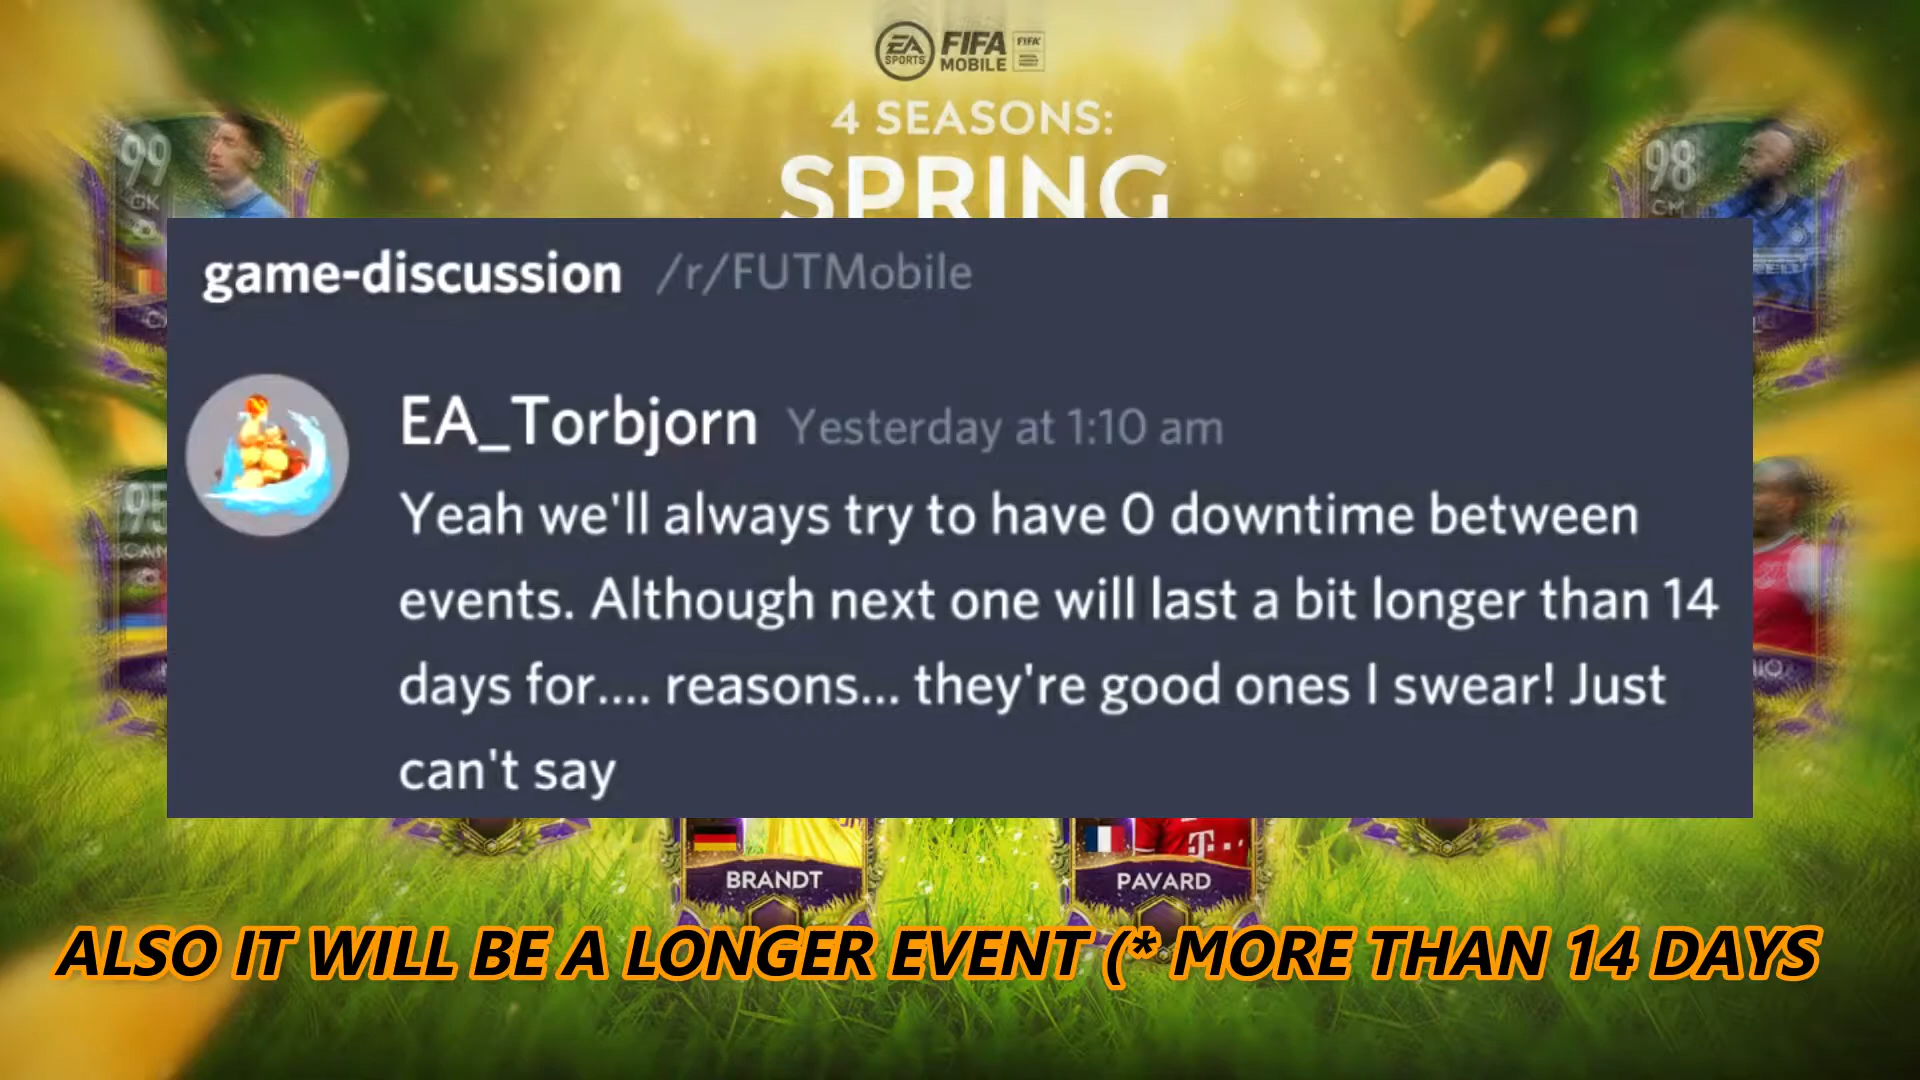 EA SPORTS FIFA MOBILE FIFA
4 SEASONS:
SPRING
99
GK
98
CM
game-discussion /r/FUTMobile
EA_Torbjorn Yesterday at 1:10 am
Yeah we'll always try to have 0 downtime between
events. Although next one will last a bit longer than 14
days for.... reasons... they're good ones I swear! Just
can't say
95
CAM
BRANDT
PAVARD
ALSO IT WILL BE A LONGER EVENT (* MORE THAN 14 DAYS